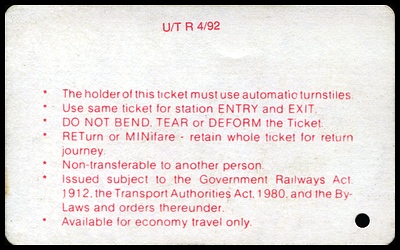 U/T R 4/92
* The holder of this ticket must use automatic turnstiles.
* Use same ticket for station ENTRY and EXIT.
* DO NOT BEND, TEAR or DEFORM the Ticket.
* RETurn or MINifare - retain whole ticket for return
journey.
* Non-transferable to another person.
* Issued subject to the Government Railways Act,
1912, the Transport Authorities Act, 1980, and the By-
Laws and orders thereunder.
* Available for economy travel only.